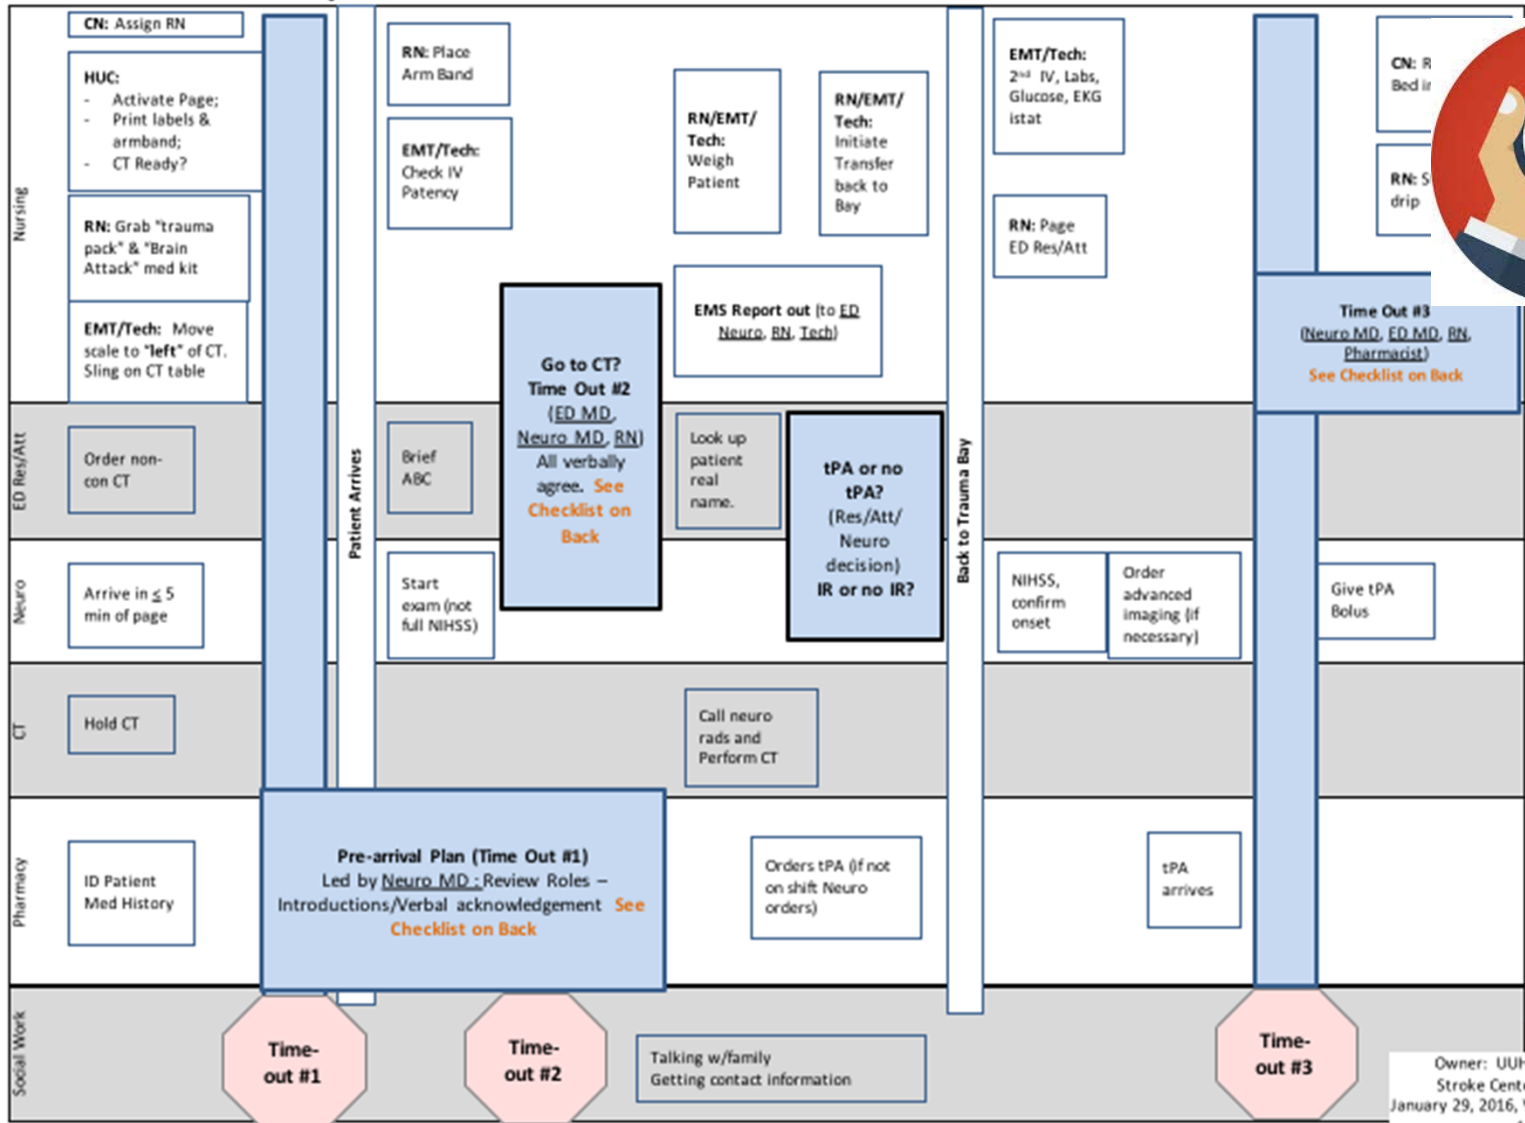 Nursing
CN: Assign RN
HUC:
- Activate Page;
- Print labels &
armband;
- CT Ready?
RN: Grab "trauma
pack" & "Brain
Attack" med kit
EMT/Tech: Move
scale to "left" of CT.
Sling on CT table
Patient Arrives
RN: Place
Arm Band
EMT/Tech:
Check IV
Patency
Go to CT?
Time Out #2
(ED MD,
Neuro MD, RN)
All verbally
agree. See
Checklist on
Back
RN/EMT/
Tech:
Weigh
Patient
RN/EMT/
Tech:
Initiate
Transfer
back to
Bay
EMS Report out (to ED
Neuro, RN, Tech)
Back to Trauma Bay
EMT/Tech:
2nd IV, Labs,
Glucose, EKG
istat
RN: Page
ED Res/Att
CN:
Bed
RN:
drip
Time Out #3
(Neuro MD, ED MD, RN,
Pharmacist)
See Checklist on Back
ED Res/Att
Order non-
con CT
Brief
ABC
Look up
patient
real
name.
tPA or no
tPA?
(Res/Att/
Neuro
decision)
IR or no IR?
Neuro
Arrive in ≤ 5
min of page
Start
exam (not
full NIHSS)
NIHSS,
confirm
onset
Order
advanced
imaging (if
necessary)
Give tPA
Bolus
CT
Hold CT
Call neuro
rads and
Perform CT
Pharmacy
ID Patient
Med History
Pre-arrival Plan (Time Out #1)
Led by Neuro MD : Review Roles –
Introductions/Verbal acknowledgement See
Checklist on Back
Orders tPA (if not
on shift Neuro
orders)
tPA
arrives
Social Work
Time-
out #1
Time-
out #2
Talking w/family
Getting contact information
Time-
out #3
Owner:
Stroke
January 29, 2016,